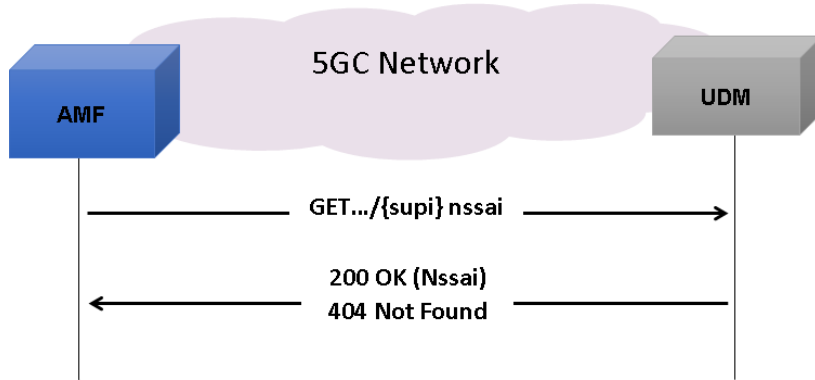 5GC Network
AMF
UDM
GET.../{supi} nssai
200 OK (Nssai)
404 Not Found